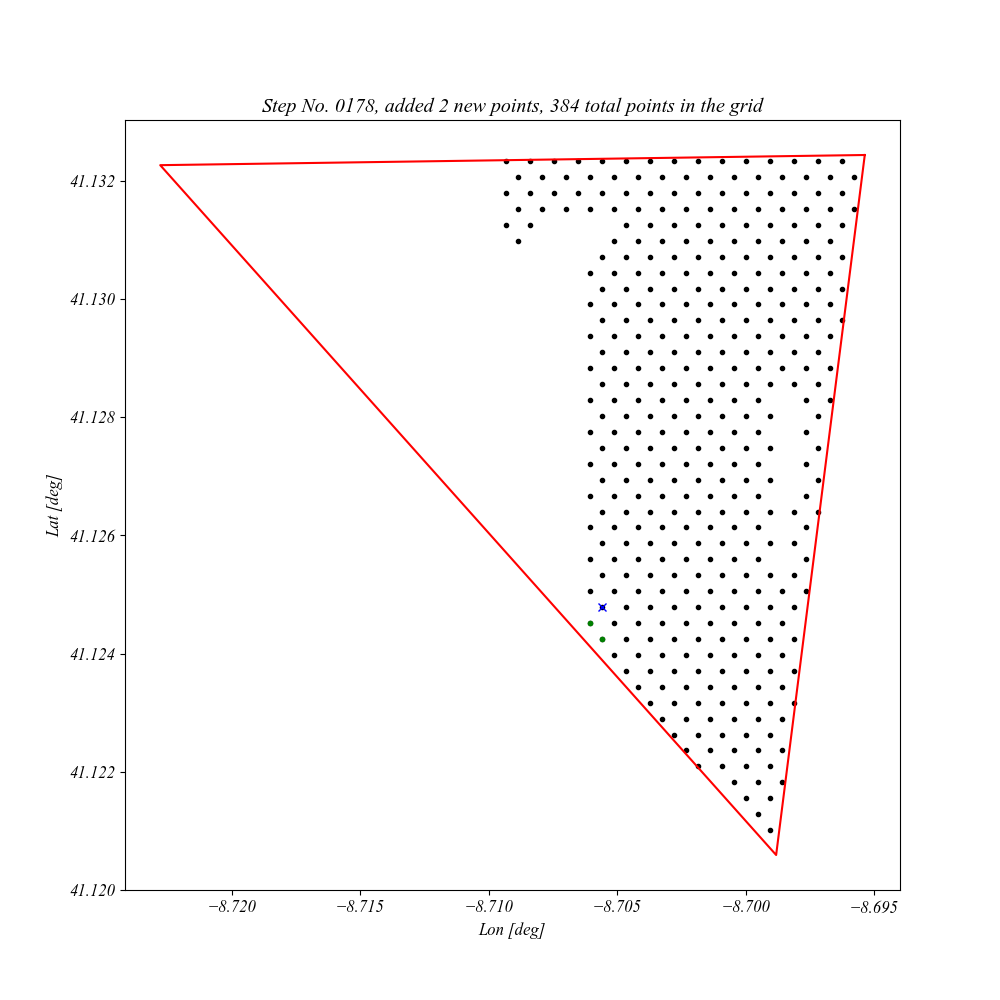 Step No. 0178, added 2 new points, 384 total points in the grid
41.132
41.130
41.128
41.126
41.124
41.122
41.120
Lat [deg]
−8.720 −8.715 −8.710 −8.705 −8.700 −8.695
Lon [deg]